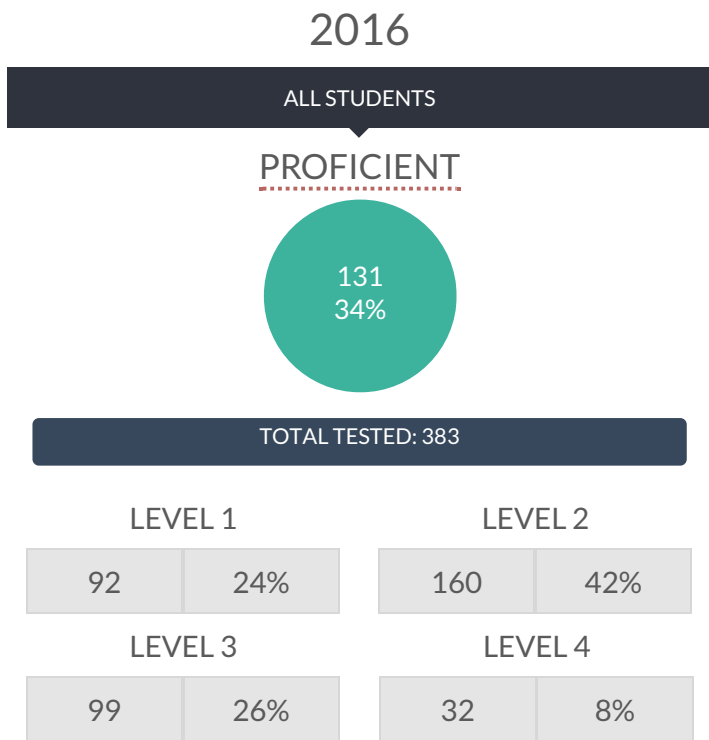 2016
ALL STUDENTS
PROFICIENT
131
34%
TOTAL TESTED: 383
LEVEL 1 LEVEL 2
92 24% 160 42%
LEVEL 3 LEVEL 4
99 26% 32 8%